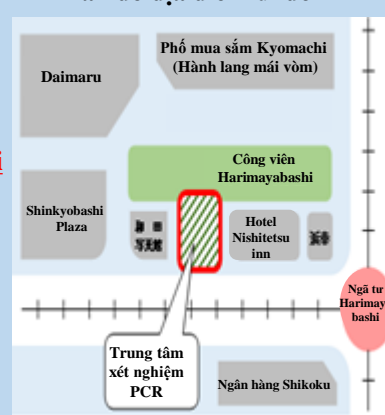 Phố mua sắm Kyomachi
(Hành lang mái vòm)
Daimaru
Công viên
Harimayabashi
Shinkyobashi
Plaza
Hotel
Nishitetsu
inn
Ngã tư
Harimaya
bashi
Trung tâm
xét nghiệm
PCR
Ngân hàng Shikoku